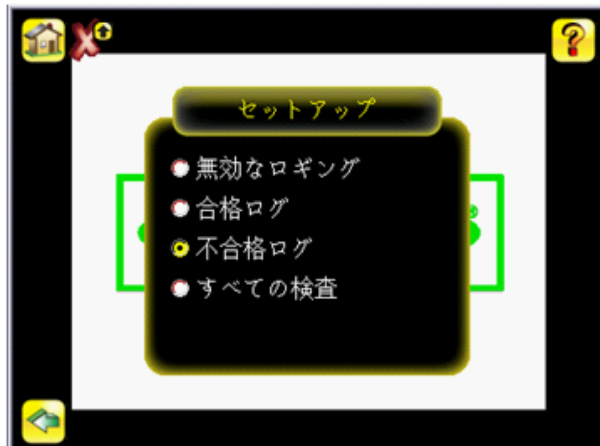 セットアップ
無効なロギング
合格ログ
不合格ログ
すべての検査